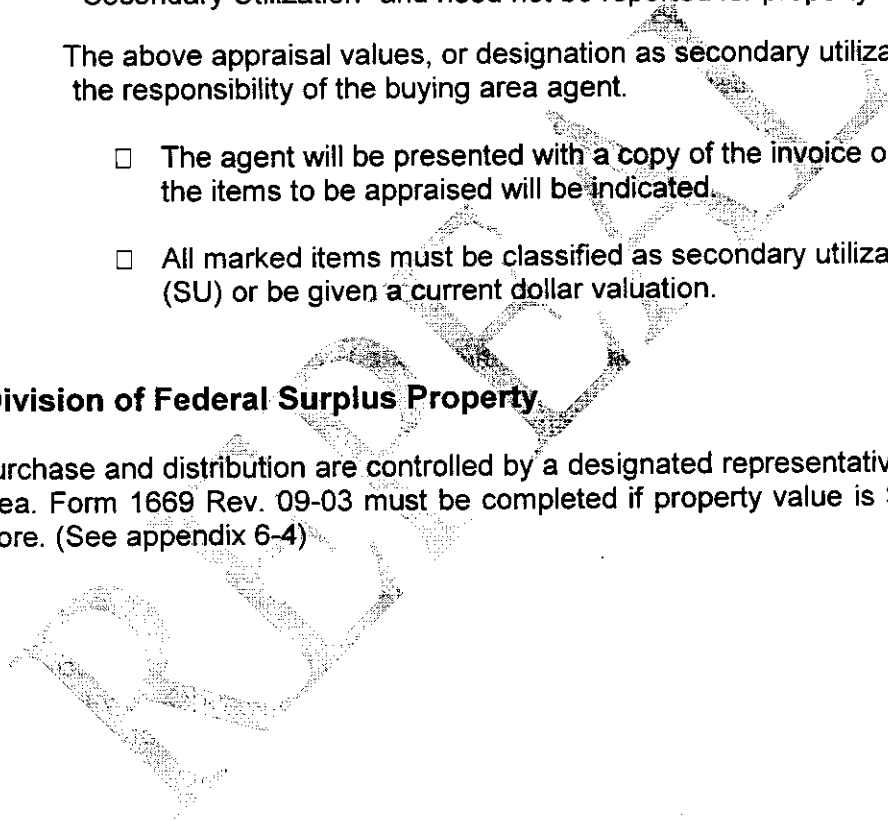 Secondary Utilization" and need not be reported for property
The above appraisal values, or designation as secondary utiliza
the responsibility of the buying area agent.
□ The agent will be presented with a copy of the invoice o
the items to be appraised will be indicated.
□ All marked items must be classified as secondary utiliza
(SU) or be given a current dollar valuation.
ivision of Federal Surplus Property
urchase and distribution are controlled by a designated representativ
ea. Form 1669 Rev. 09-03 must be completed if property value is
ore. (See appendix 6-4)
REPEAL